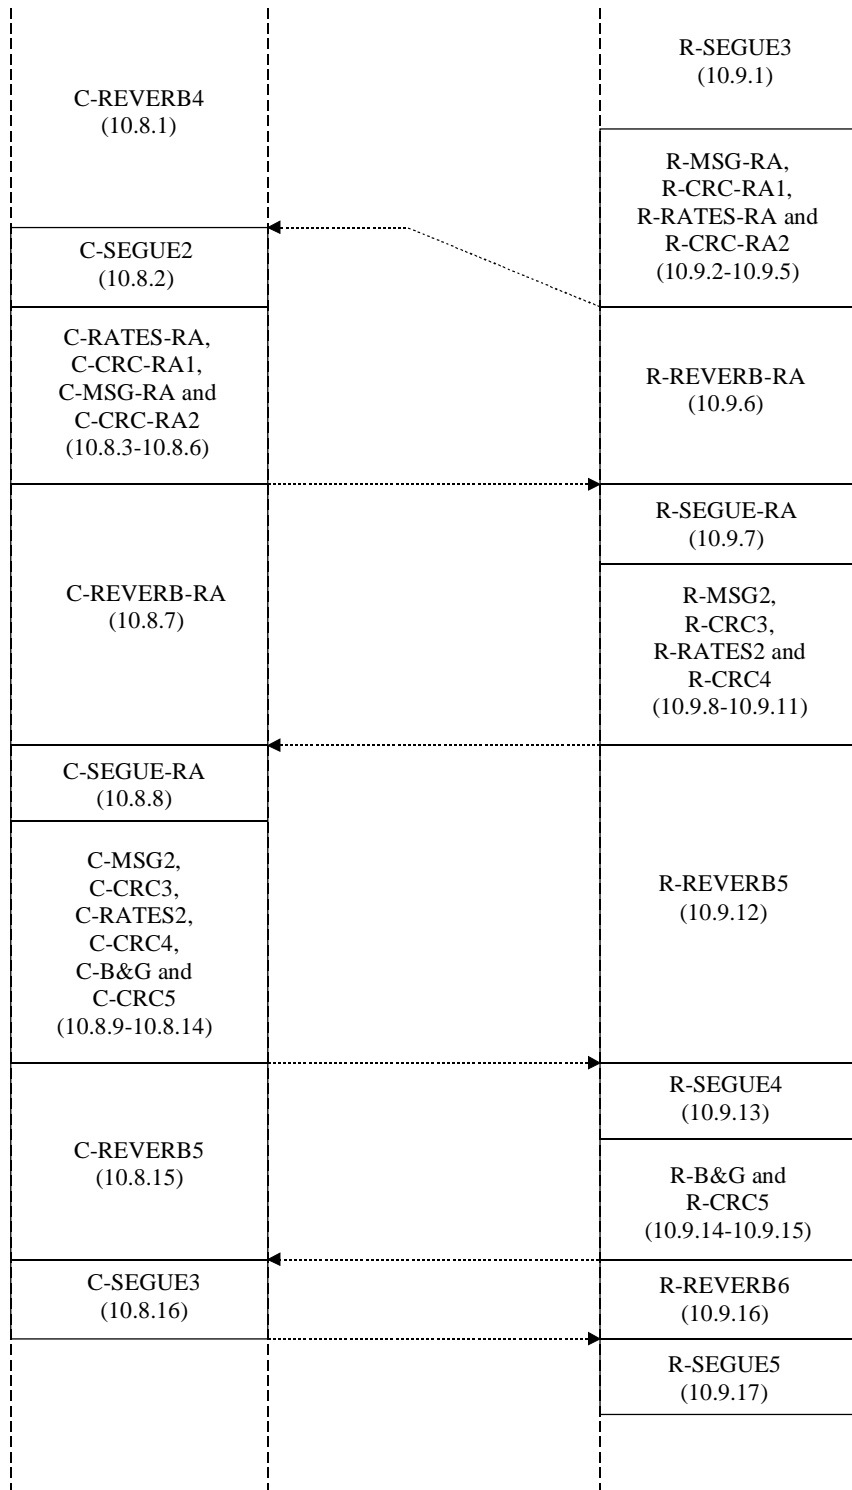 C-REVERB4
(10.8.1)
C-SEGUE2
(10.8.2)
C-RATES-RA,
C-CRC-RA1,
C-MSG-RA and
C-CRC-RA2
(10.8.3-10.8.6)
C-REVERB-RA
(10.8.7)
C-SEGUE-RA
(10.8.8)
C-MSG2,
C-CRC3,
C-RATES2,
C-CRC4,
C-B&G and
C-CRC5
(10.8.9-10.8.14)
C-REVERB5
(10.8.15)
C-SEGUE3
(10.8.16)
R-SEGUE3
(10.9.1)
R-MSG-RA,
R-CRC-RA1,
R-RATES-RA and
R-CRC-RA2
(10.9.2-10.9.5)
R-REVERB-RA
(10.9.6)
R-SEGUE-RA
(10.9.7)
R-MSG2,
R-CRC3,
R-RATES2 and
R-CRC4
(10.9.8-10.9.11)
R-REVERB5
(10.9.12)
R-SEGUE4
(10.9.13)
R-B&G and
R-CRC5
(10.9.14-10.9.15)
R-REVERB6
(10.9.16)
R-SEGUE5
(10.9.17)